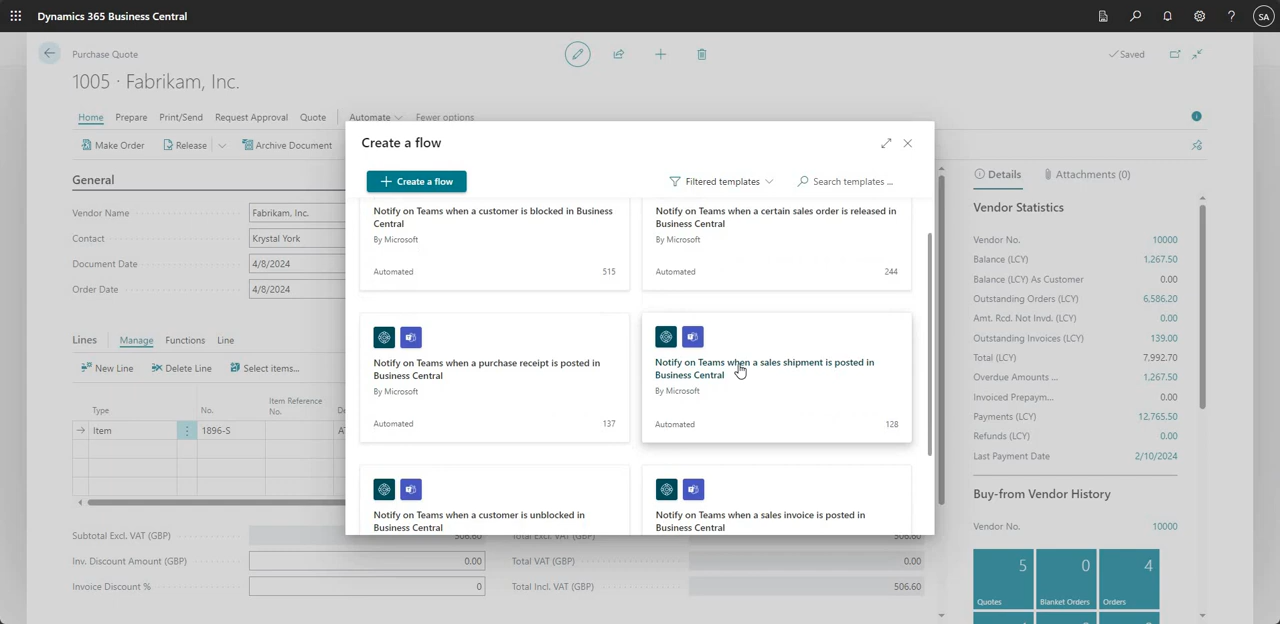 Dynamics 365 Business Central
SA
Purchase Quote
Saved
1005 · Fabrikam, Inc.
Home Prepare Print/Send Request Approval Quote Automate Fewer options
Make Order Release Archive Document
General
Vendor Name Fabrikam, Inc.
Contact Krystal York
Document Date 4/8/2024
Order Date 4/8/2024
Lines Manage Functions Line
New Line Delete Line Select items...
Type No. Item Reference
No.
Item 1896-S
Subtotal Excl. VAT (GBP) 506.60 Total Excl. VAT (GBP) 506.60
Inv. Discount Amount (GBP) 0.00 Total VAT (GBP) 0.00
Invoice Discount % 0 Total Incl. VAT (GBP) 506.60
Create a flow
+ Create a flow Filtered templates Search templates ...
Notify on Teams when a customer is blocked in Business
Central
By Microsoft
Automated 515
Notify on Teams when a certain sales order is released in
Business Central
By Microsoft
Automated 244
Notify on Teams when a purchase receipt is posted in
Business Central
By Microsoft
Automated 137
Notify on Teams when a sales shipment is posted in
Business Central
By Microsoft
Automated 128
Notify on Teams when a customer is unblocked in
Business Central
Notify on Teams when a sales invoice is posted in
Business Central
Details Attachments (0)
Vendor Statistics
Vendor No. 10000
Balance (LCY) 1,267.50
Balance (LCY) As Customer 0.00
Outstanding Orders (LCY) 6,586.20
Amt. Rcd. Not Invd. (LCY) 0.00
Outstanding Invoices (LCY) 139.00
Total (LCY) 7,992.70
Overdue Amounts ... 1,267.50
Invoiced Prepaym... 0.00
Payments (LCY) 12,765.50
Refunds (LCY) 0.00
Last Payment Date 2/10/2024
Buy-from Vendor History
Vendor No. 10000
5 0 4
Quotes Blanket Orders Orders